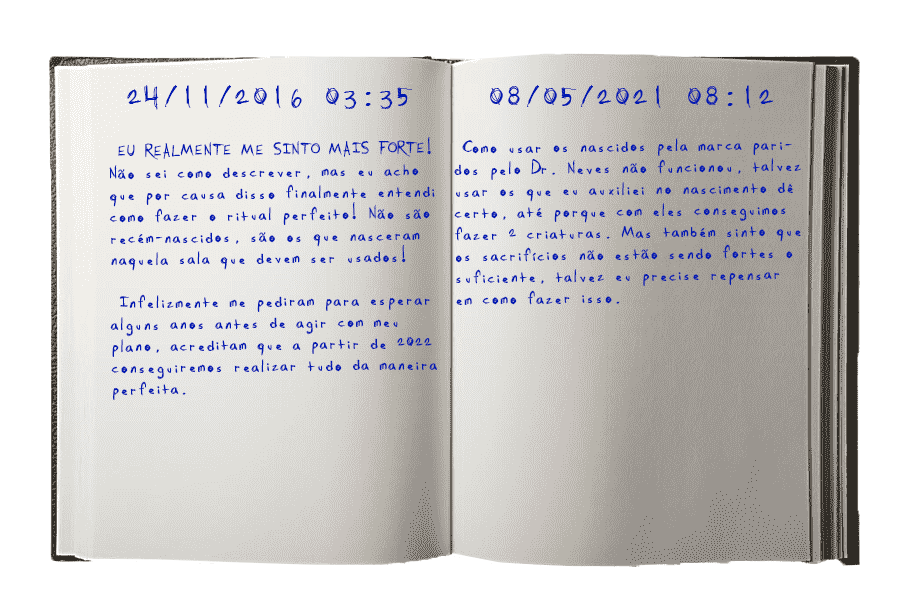 24/11/2016 03:35
EU REALMENTE ME SINTO MAIS FORTE!
Não sei como descrever, mas eu acho
que por causa disso finalmente entendi
como fazer o ritual perfeito! Não são
recém-nascidos, são os que nasceram
naquela sala que devem ser usados!
Infelizmente me pediram para esperar
alguns anos antes de agir com meu
plano, acreditam que a partir de 2022
conseguiremos realizar tudo da maneira
perfeita.
08/05/2021 08:12
Como usar os nascidos pela marca pari-
dos pelo Dr. Neves não funcionou, talvez
usar os que eu auxiliei no nascimento dê
certo, até porque com eles conseguimos
fazer 2 criaturas. Mas também sinto que
os sacrifícios não estão sendo fortes o
suficiente, talvez eu precise repensar
em como fazer isso.